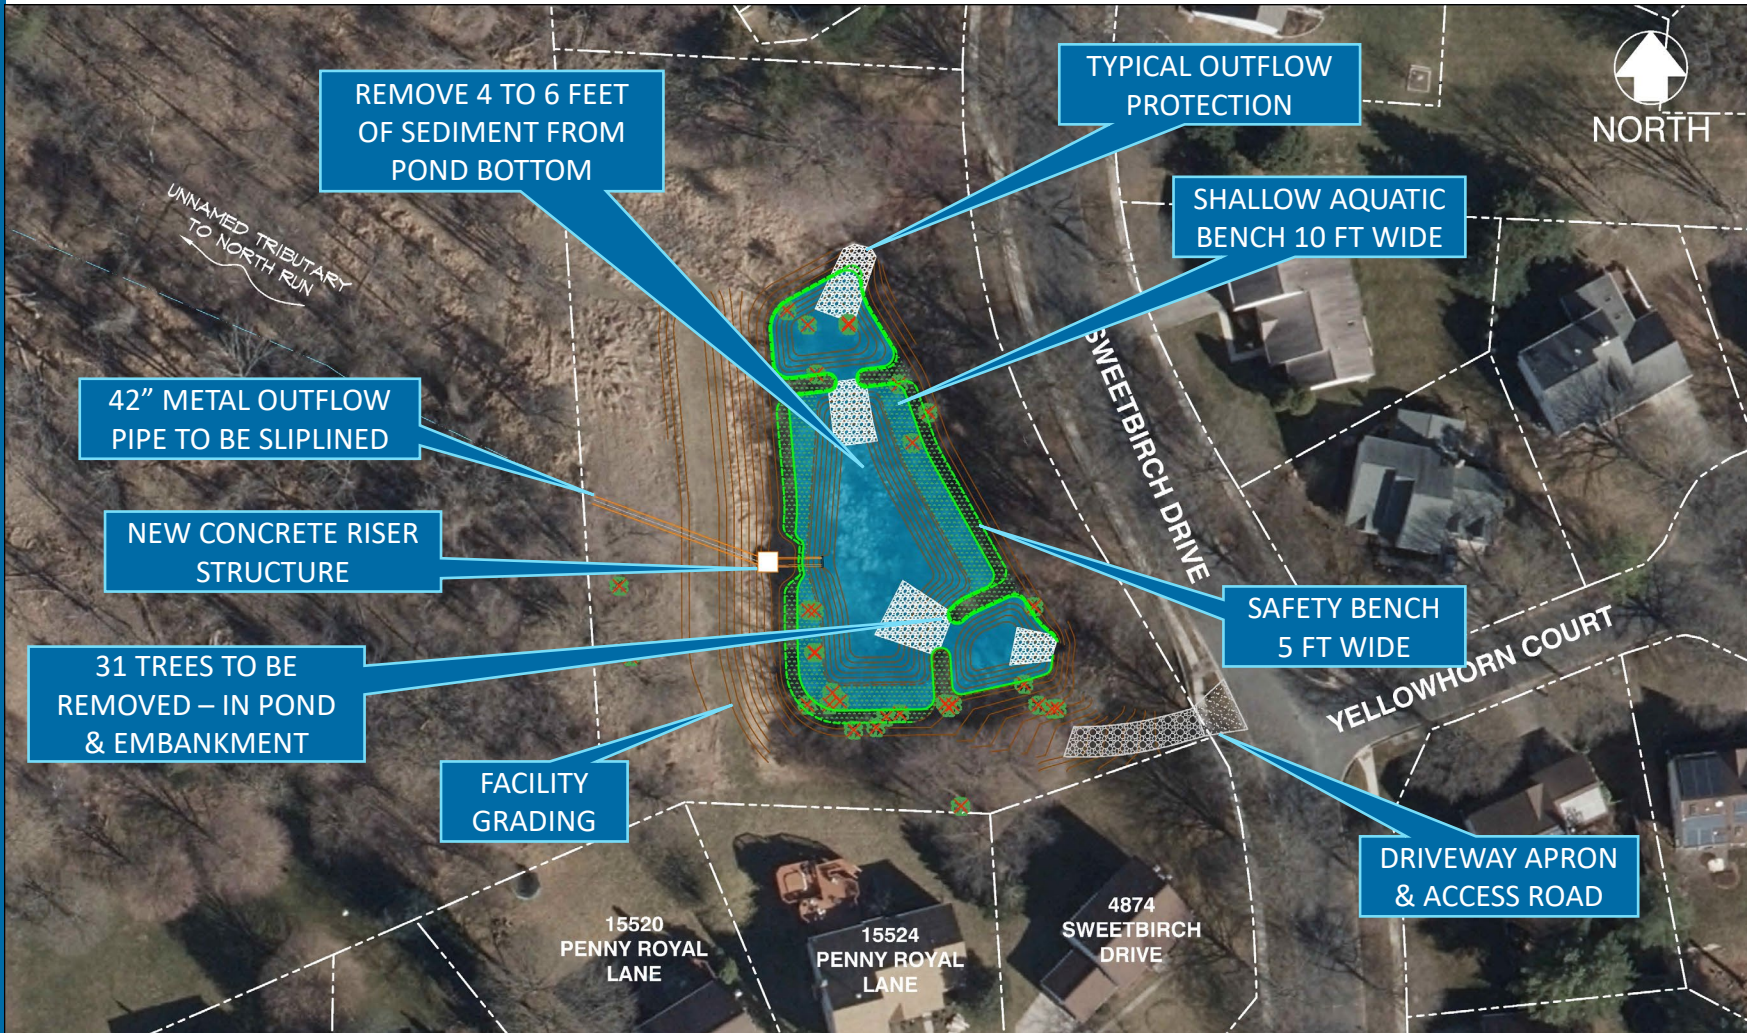 REMOVE 4 TO 6 FEET
OF SEDIMENT FROM
POND BOTTOM
TYPICAL OUTFLOW
PROTECTION
NORTH
SHALLOW AQUATIC
BENCH 10 FT WIDE
UNNAMED TRIBUTARY
TO NORTH RUN
42” METAL OUTFLOW
PIPE TO BE SLIPLINED
SWEETBIRCH DRIVE
NEW CONCRETE RISER
STRUCTURE
SAFETY BENCH
5 FT WIDE
YELLOWHORN COURT
31 TREES TO BE
REMOVED – IN POND
& EMBANKMENT
FACILITY
GRADING
DRIVEWAY APRON
& ACCESS ROAD
15520
PENNY ROYAL
LANE
15524
PENNY ROYAL
LANE
4874
SWEETBIRCH
DRIVE